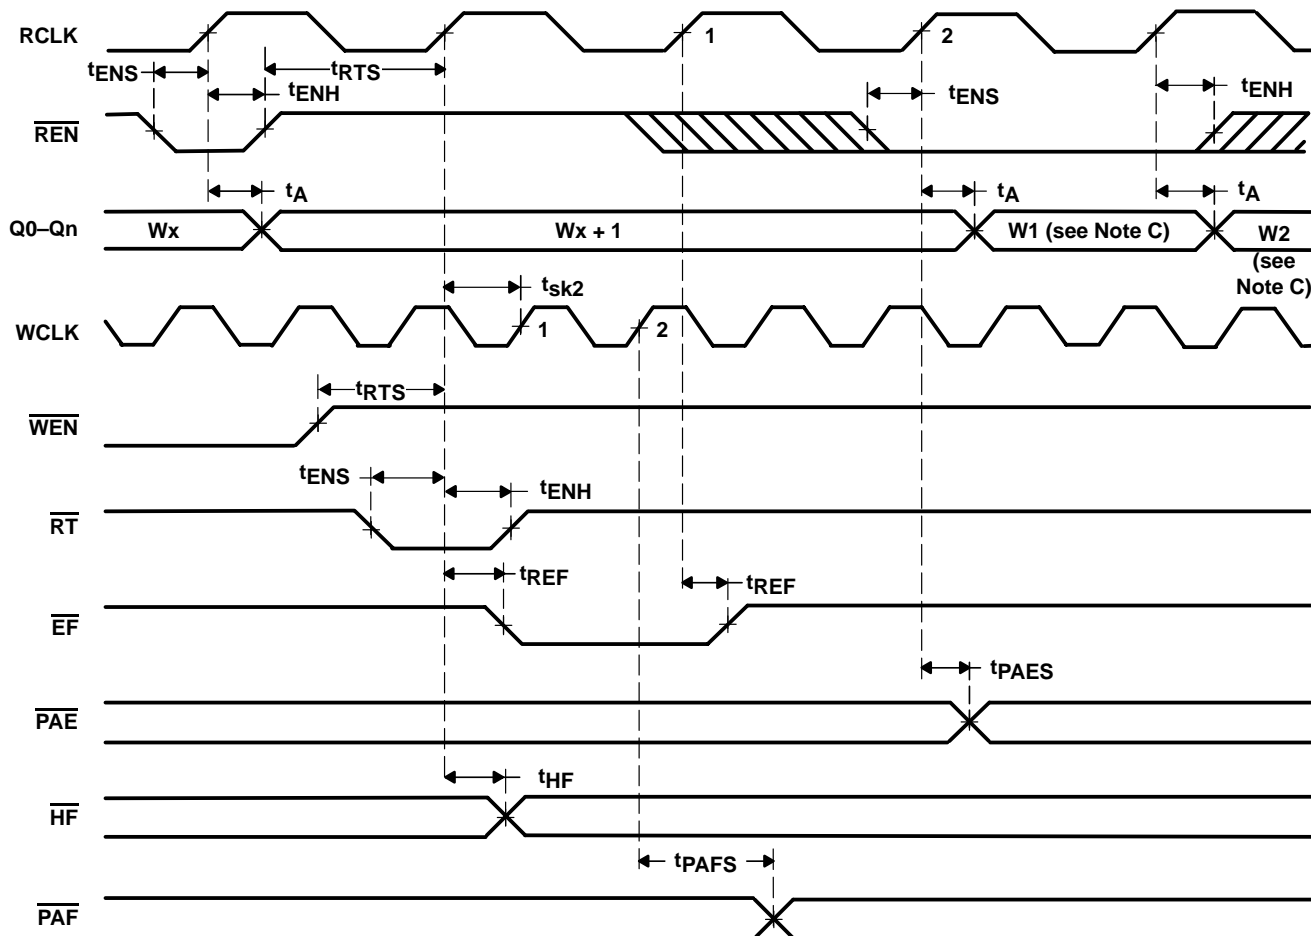 RCLK
1
2
tENS
tRTS
tENH
tENS
tENH
REN
tA
tA
tA
Q0–Qn
Wx
Wx + 1
W1 (see Note C)
W2
(see
Note C)
tsk2
WCLK
1
2
tRTS
WEN
tENS
tENH
RT
tREF
tREF
EF
tPAES
PAE
tHF
HF
tPAFS
PAF